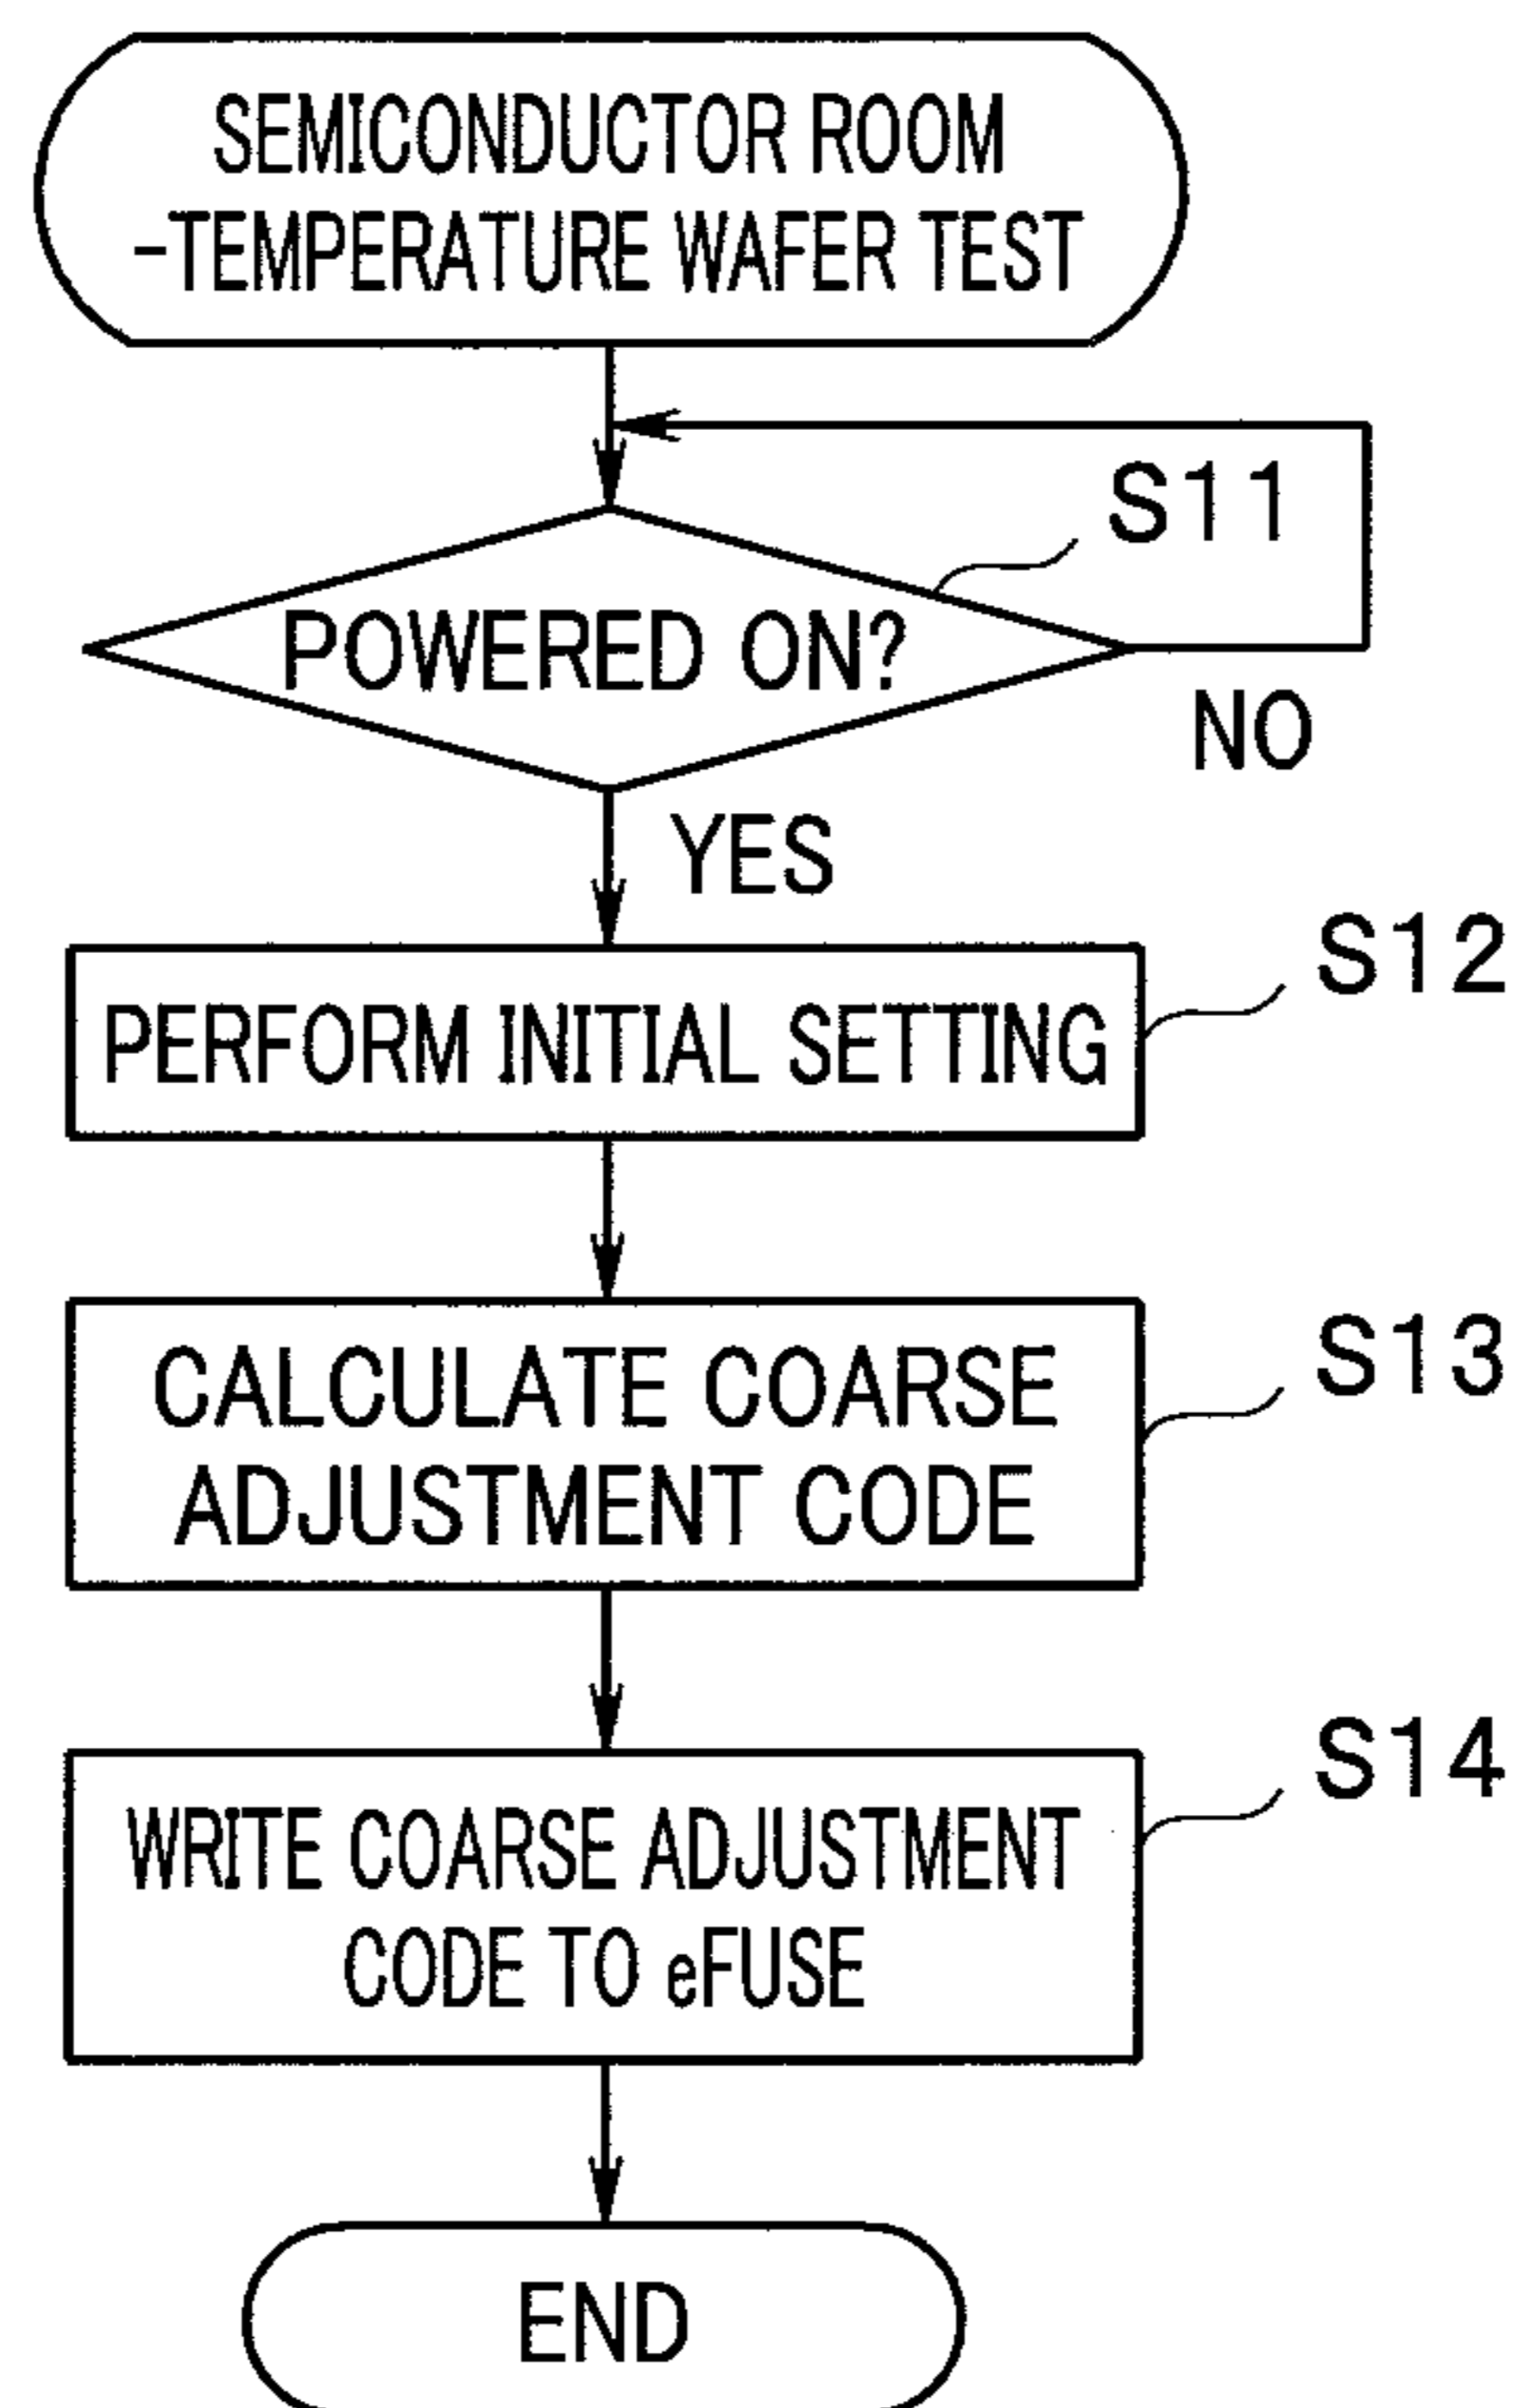 SEMICONDUCTOR ROOM
-TEMPERATURE WAFER TEST
S11
POWERED ON?
NO
YES
S12
PERFORM INITIAL SETTING
S13
CALCULATE COARSE
ADJUSTMENT CODE
S14
WRITE COARSE ADJUSTMENT
CODE TO eFUSE
END